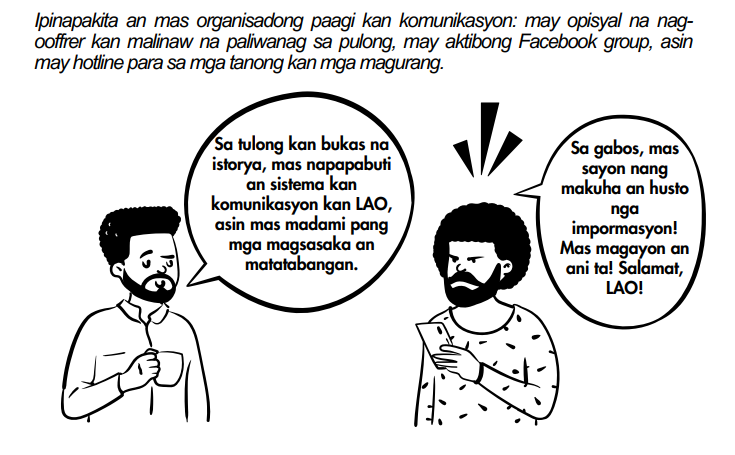 Ipinapakita an mas organisadong paagi kan komunikasyon: may opisyal na nag-
ooffrer kan malinaw na paliwanag sa pulong, may aktibong Facebook group, asin
may hotline para sa mga tanong kan mga magurang.
Sa tulong kan bukas na
istorya, mas napapabuti
an sistema kan
komunikasyon kan LAO,
asin mas madami pang
mga magsasaka an
matatabangan.
Sa gabos, mas
sayon nang
makuha an husto
nga
impormasyon!
Mas magayon an
ani ta! Salamat,
LAO!